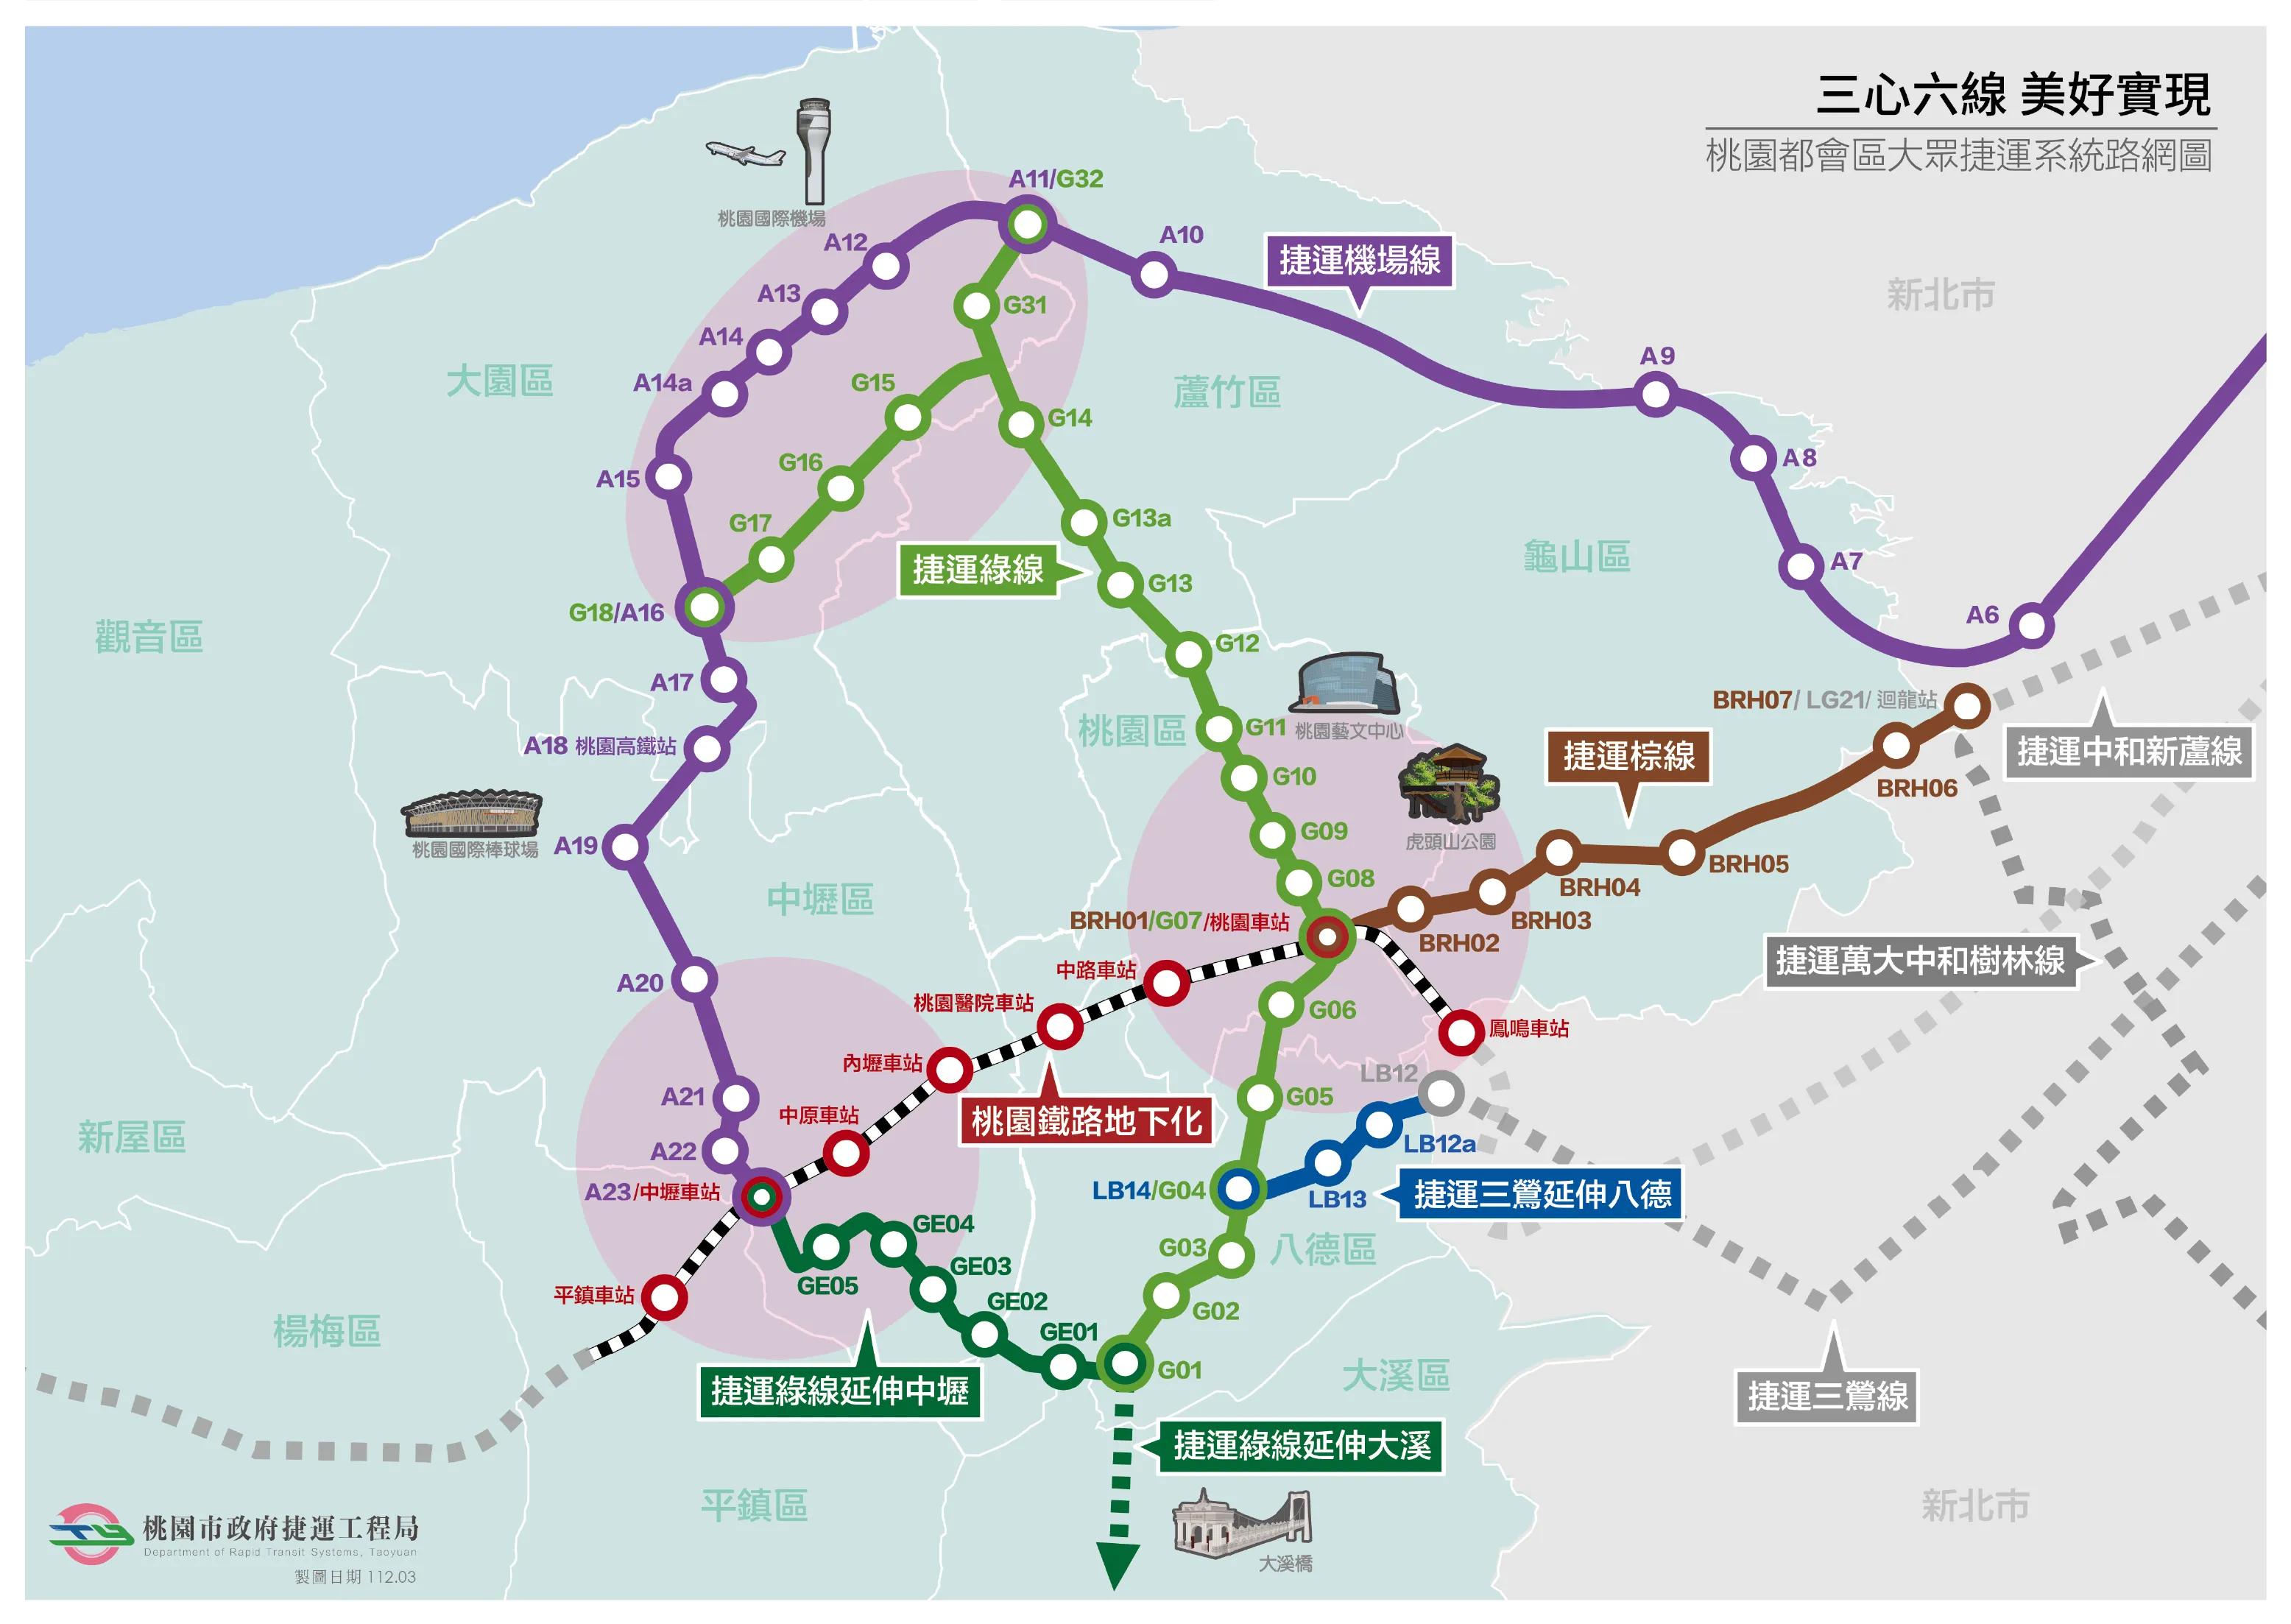 三心六線 美好實現
桃園都會區大眾捷運系統路網圖
桃園國際機場
A11/G32
A10
捷運機場線
A12
A13
G31
新北市
A14
A9
A14a
G15
大園區
蘆竹區
G14
A8
G16
A15
G17
G13a
捷運綠線
G13
龜山區
A7
G18/A16
觀音區
A6
G12
A17
BRH07/ LG21/ 迴龍站
G11
桃園藝文中心
桃園區
A18 桃園高鐵站
捷運棕線
捷運中和新蘆線
G10
BRH06
G09
虎頭山公園
A19
桃園國際棒球場
BRH05
G08
BRH04
中壢區
BRH01/G07/桃園車站
BRH03
BRH02
捷運萬大中和樹林線
中路車站
A20
桃園醫院車站
G06
鳳鳴車站
內壢車站
LB12
A21
G05
中原車站
桃園鐵路地下化
新屋區
LB12a
A22
A23/中壢車站
LB14/G04
LB13
捷運三鶯延伸八德
GE04
G03
八德區
GE03
GE05
平鎮車站
GE02
G02
楊梅區
GE01
G01
大溪區
捷運綠線延伸中壢
捷運三鶯線
捷運綠線延伸大溪
平鎮區
新北市
大溪橋
桃園市政府捷運工程局
Department of Rapid Transit Systems, Taoyuan
製圖日期 112.03